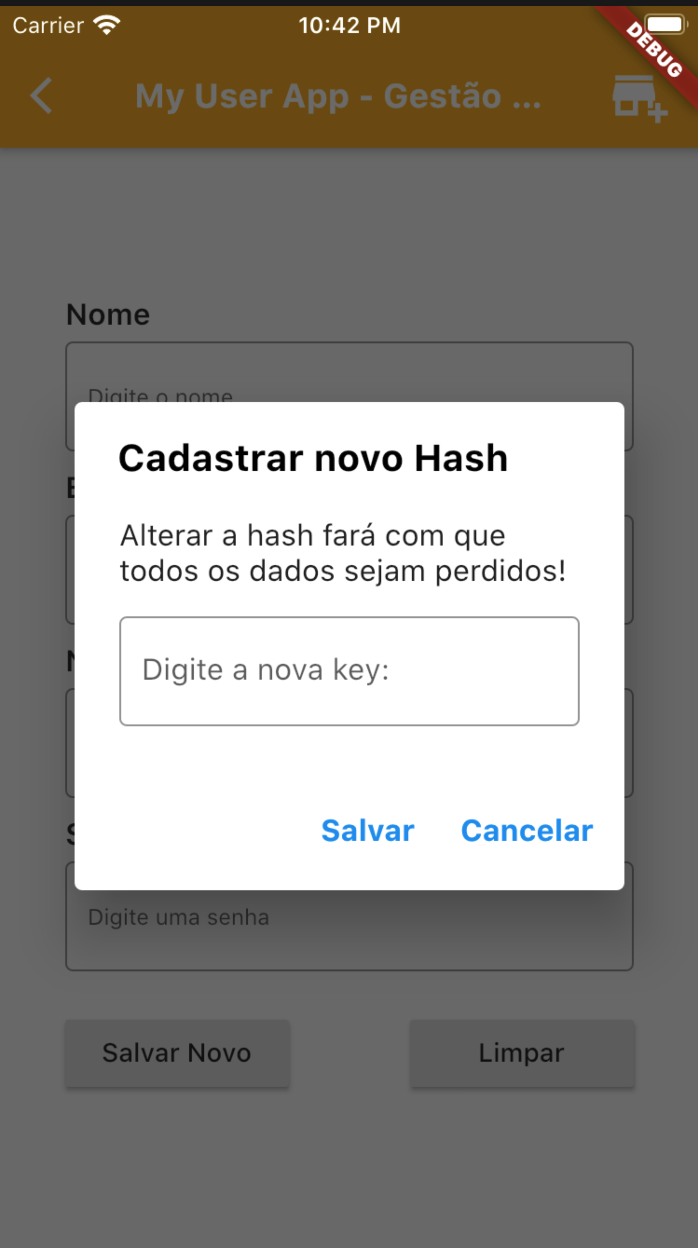 Carrier
10:42 PM
DEBUG
My User App - Gestão ...
Nome
Digite o nome
Cadastrar novo Hash
Alterar a hash fará com que
todos os dados sejam perdidos!
Digite a nova key:
Salvar
Cancelar
Digite uma senha
Salvar Novo
Limpar